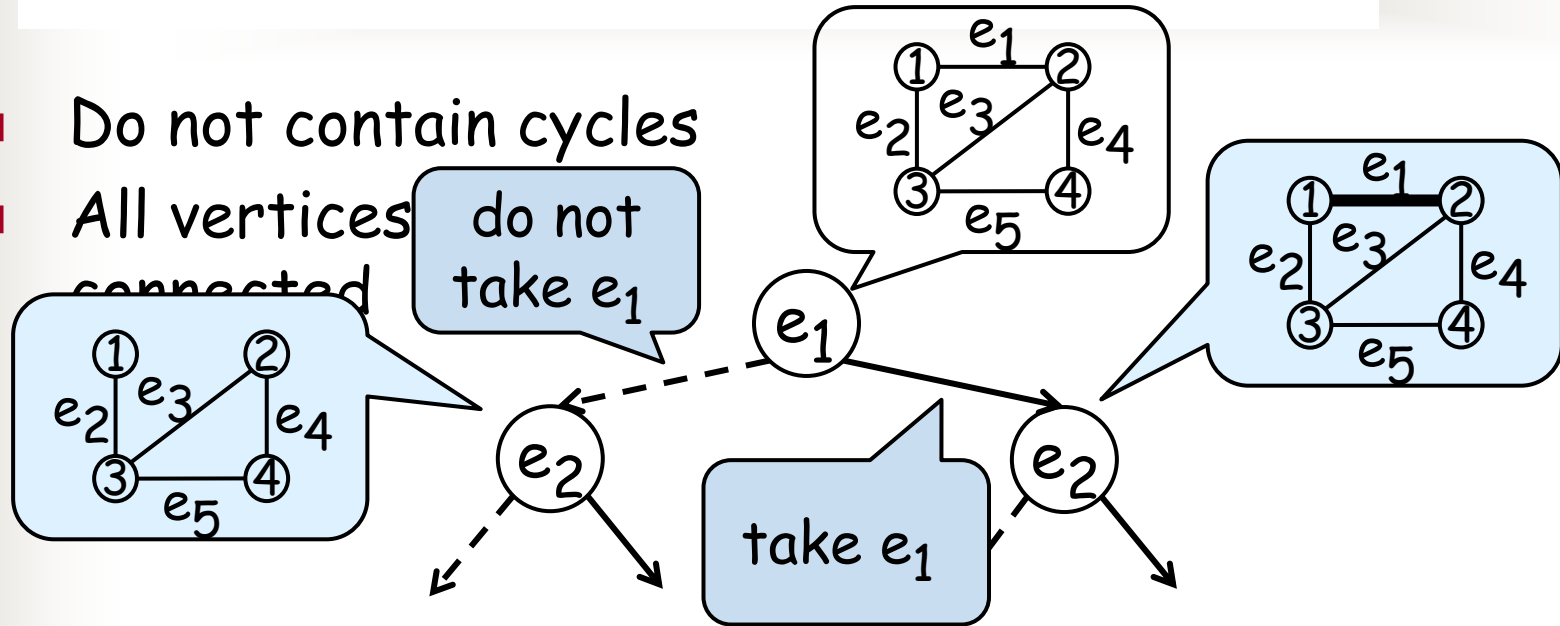 Do not contain cycles
All vertices
connected
do not
take e1
e1
1 2
e2 e3 e4
3 4
e5
e1
1 2
e2 e3 e4
3 4
e5
1 2
e2 e3 e4
3 4
e5
e1
e2
e2
take e1